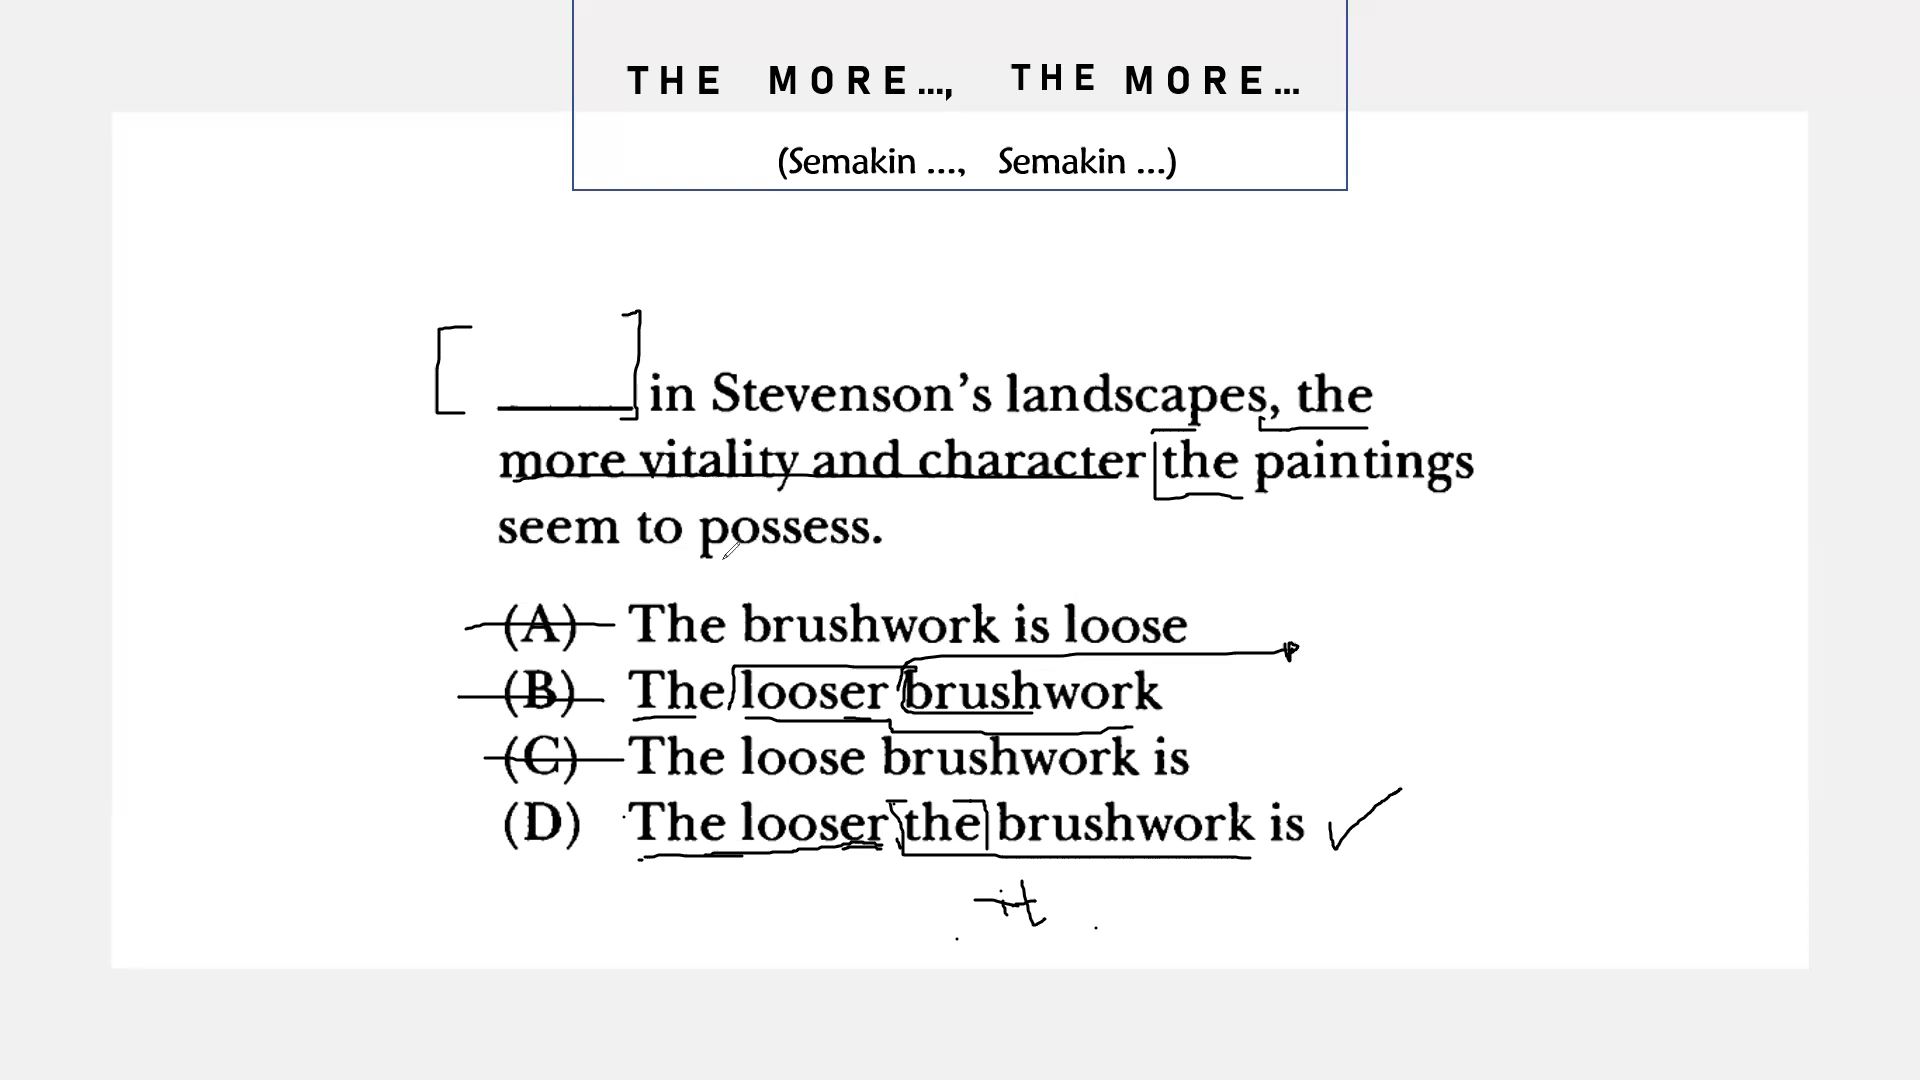 THE MORE…, THE MORE…
(Semakin …, Semakin …)
______ in Stevenson’s landscapes, the
more vitality and character the paintings
seem to possess.
(A) The brushwork is loose
(B) The looser brushwork
(C) The loose brushwork is
(D) The looser the brushwork is
it